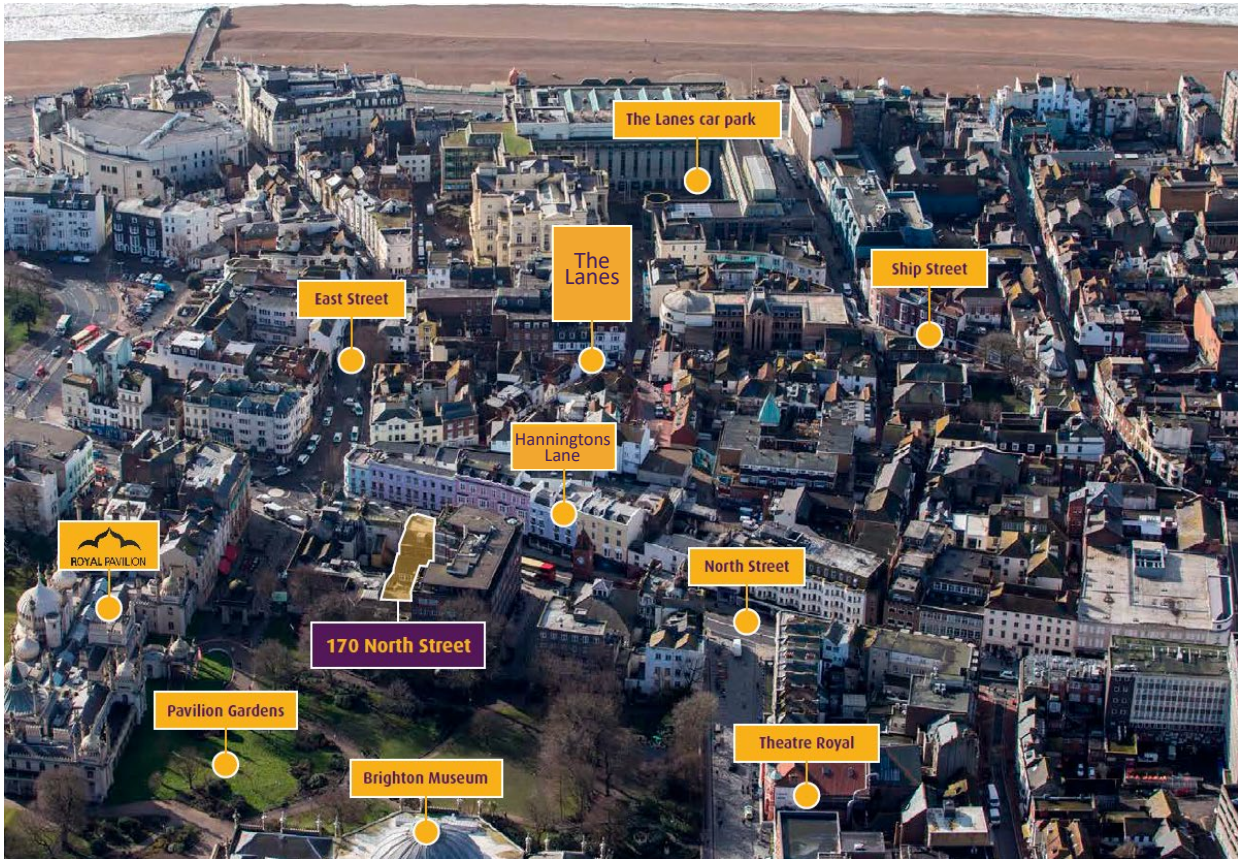 The Lanes car park
The
Lanes
Ship Street
East Street
Hanningtons
Lane
ROYAL PAVILION
North Street
170 North Street
Pavilion Gardens
Theatre Royal
Brighton Museum